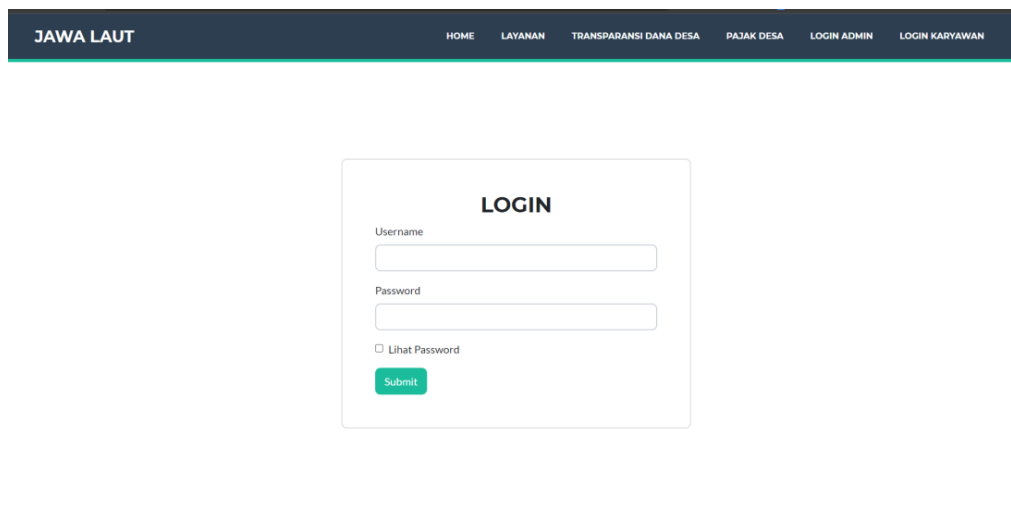 JAWA LAUT HOME LAYANAN TRANSPARANSI DANA DESA PAJAK DESA LOGIN ADMIN LOGIN KARYAWAN
LOGIN
Username
Password
Lihat Password
Submit